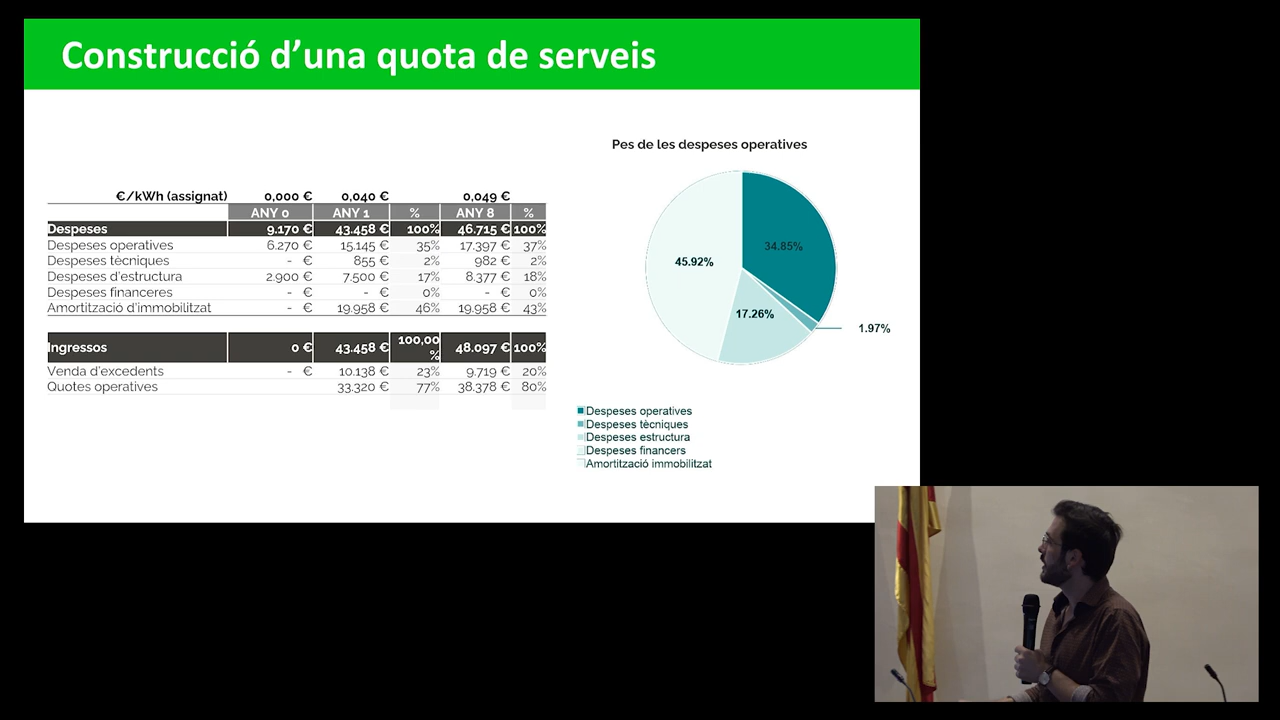 Construcció d'una quota de serveis
€/kWh (assignat) 0,000 € 0,040 € 0,049 €
ANY 0 ANY 1 % ANY 8 %
Despeses 9.170 € 43.458 € 100% 46.715 € 100%
Despeses operatives 6.270 € 15.145 € 35% 17.397 € 37%
Despeses tècniques - € 855 € 2% 982 € 2%
Despeses d'estructura 2.900 € 7.500 € 17% 8.377 € 18%
Despeses financeres - € - € 0% - € 0%
Amortització d'immobilitzat - € 19.958 € 46% 19.958 € 43%
Ingressos 0 € 43.458 € 100,00 % 48.097 € 100%
Venda d'excedents - € 10.138 € 23% 9.719 € 20%
Quotes operatives 33.320 € 77% 38.378 € 80%
Pes de les despeses operatives
34.85%
45.92%
17.26%
1.97%
Despeses operatives
Despeses tècniques
Despeses estructura
Despeses financers
Amortització immobilitzat